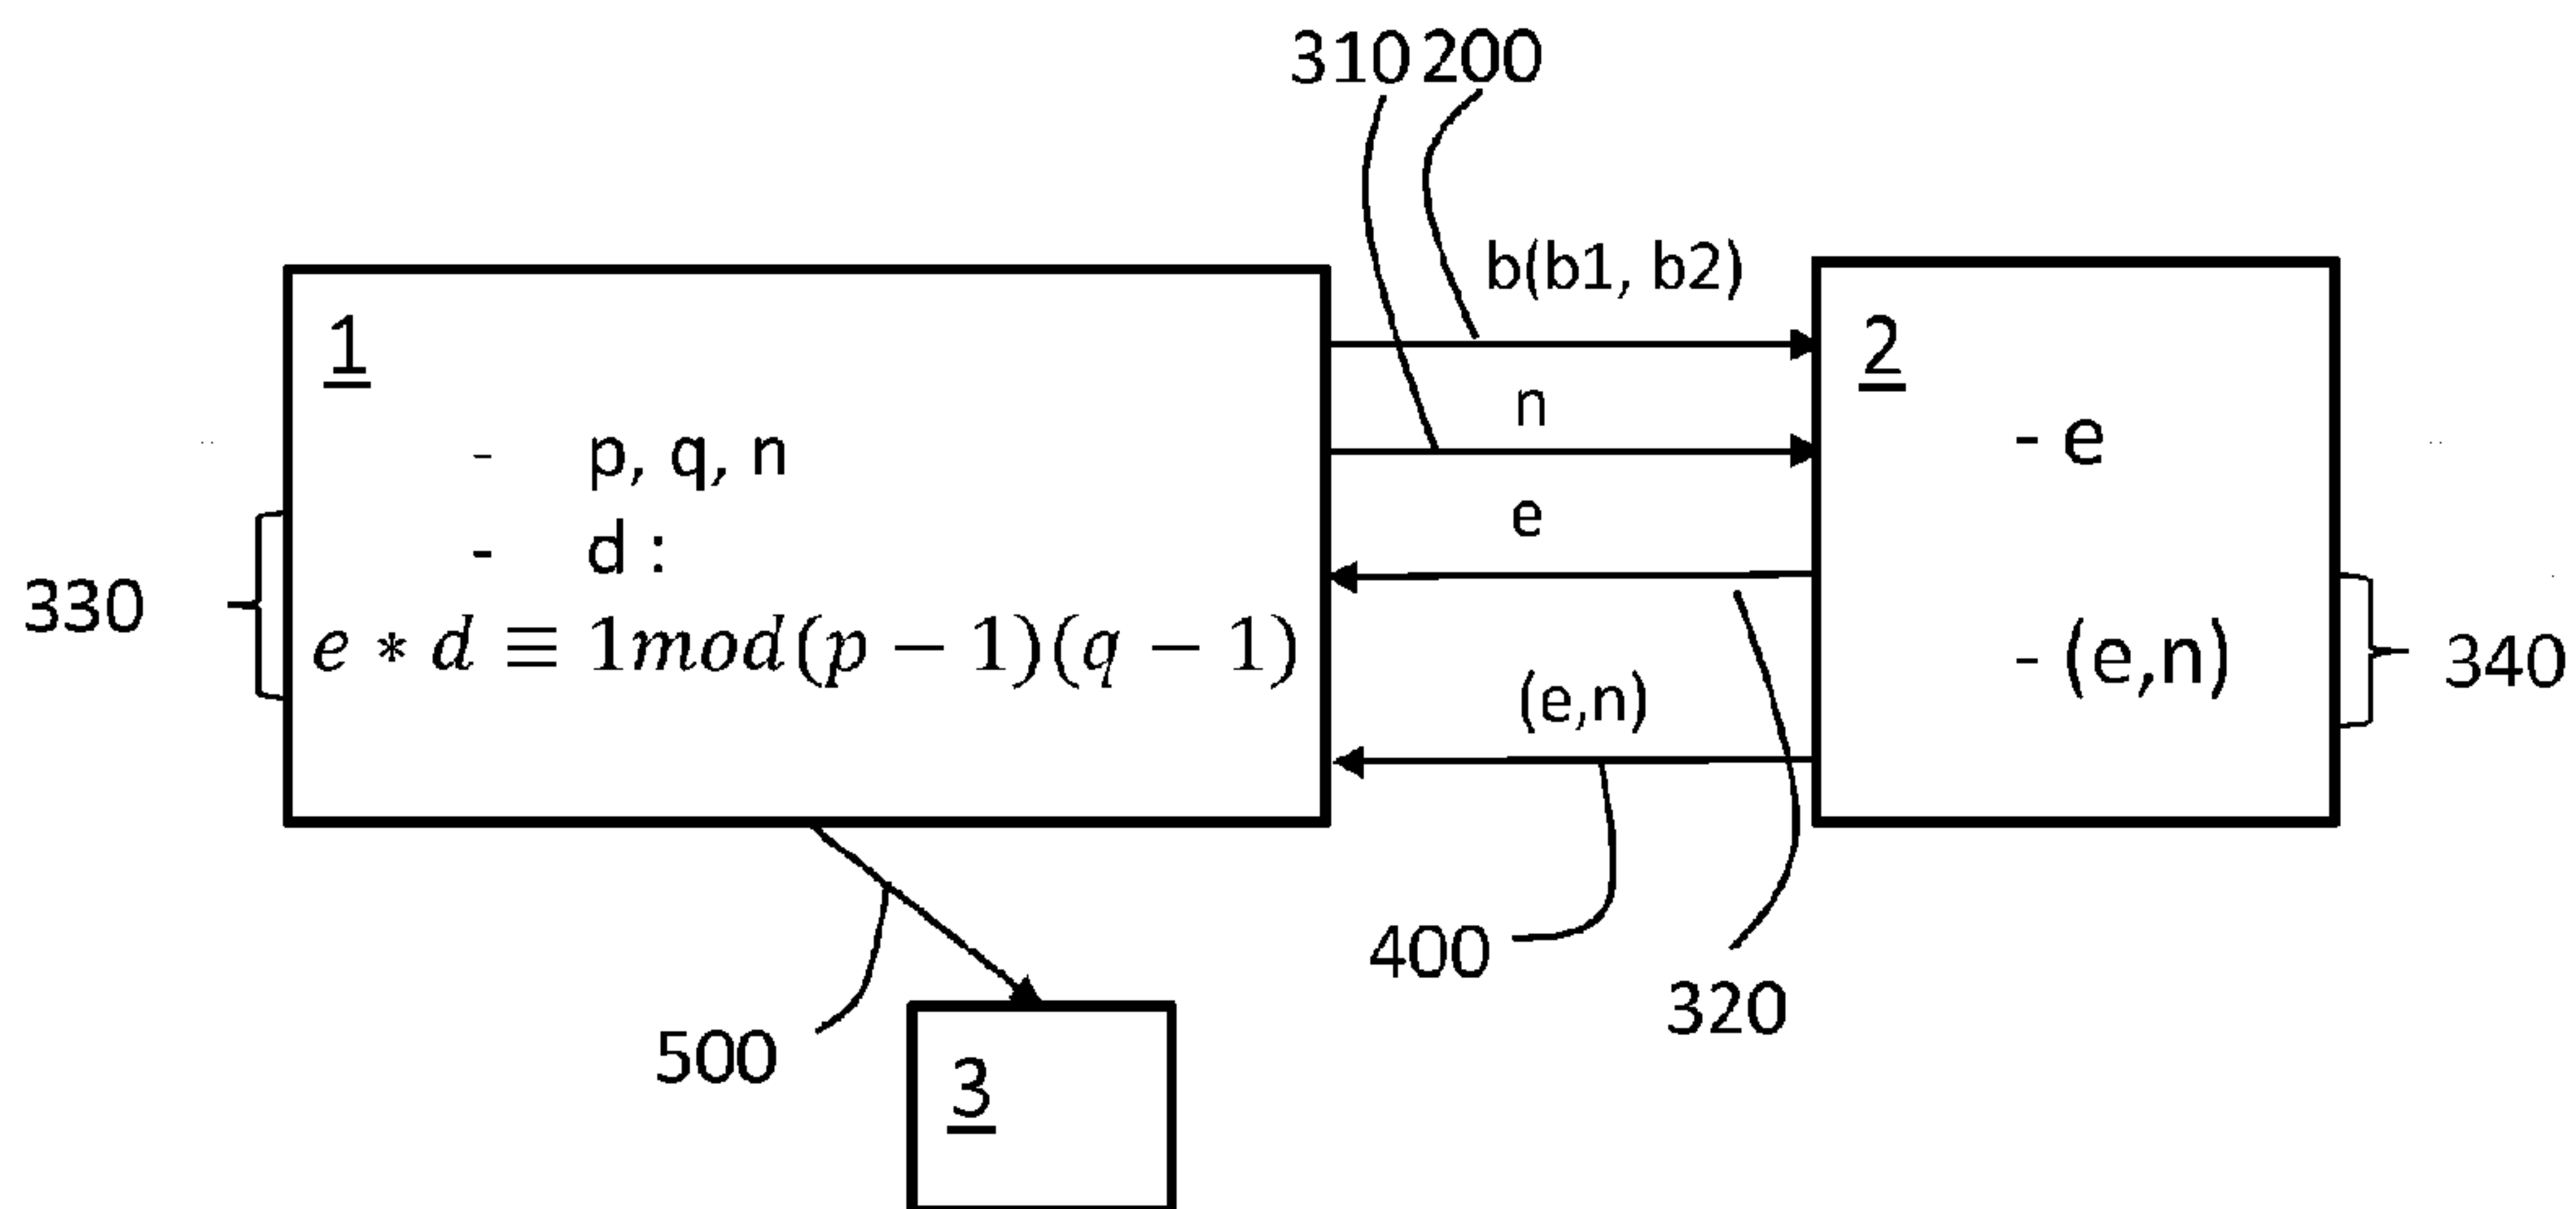 310 200
b(b1, b2)
1
2
n
- e
- p, q, n
e
- d :
330
e ∗ d ≡ 1mod(p − 1)(q − 1)
- (e,n)
340
(e,n)
400
320
500
3